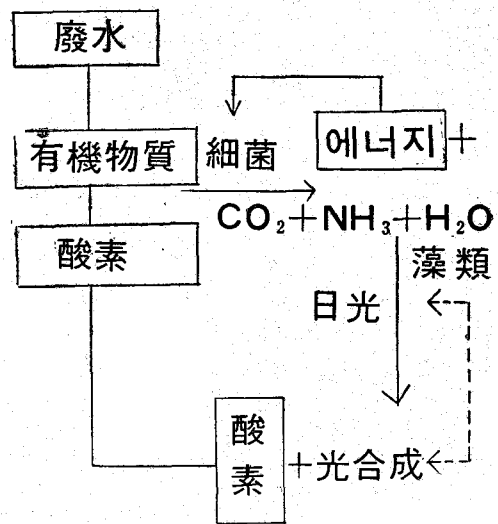 廢水
有機物質 細菌 에너지+
CO₂+NH₃+H₂O
酸素 藻類
日光
酸素+光合成